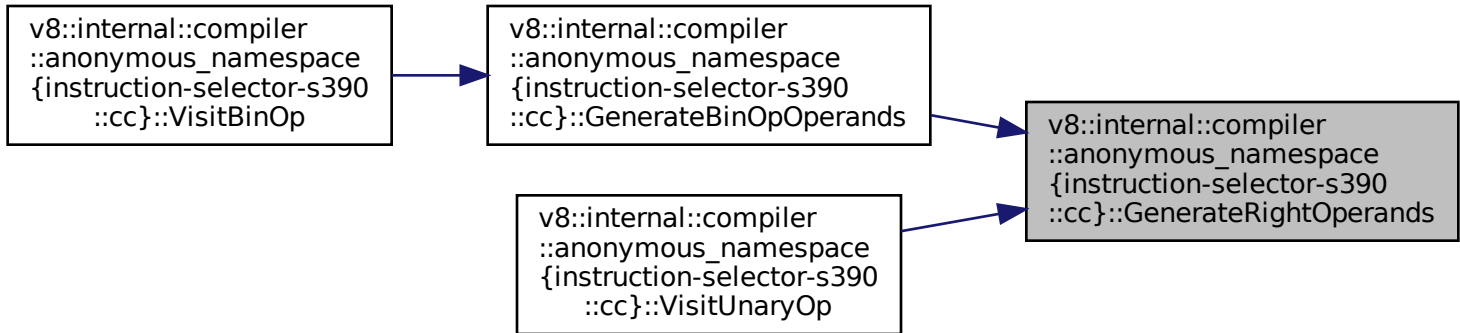 v8::internal::compiler
::anonymous_namespace
{instruction-selector-s390
::cc}::VisitBinOp
v8::internal::compiler
::anonymous_namespace
{instruction-selector-s390
::cc}::GenerateBinOpOperands
v8::internal::compiler
::anonymous_namespace
{instruction-selector-s390
::cc}::GenerateRightOperands
v8::internal::compiler
::anonymous_namespace
{instruction-selector-s390
::cc}::VisitUnaryOp